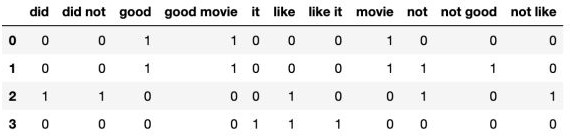 did did not good good movie it like like it movie not not good not like
0 0 0 1 1 0 0 0 1 0 0 0
1 0 0 1 1 0 0 0 1 1 1 0
2 1 1 0 0 0 1 0 0 1 0 1
3 0 0 0 0 1 1 1 0 0 0 0